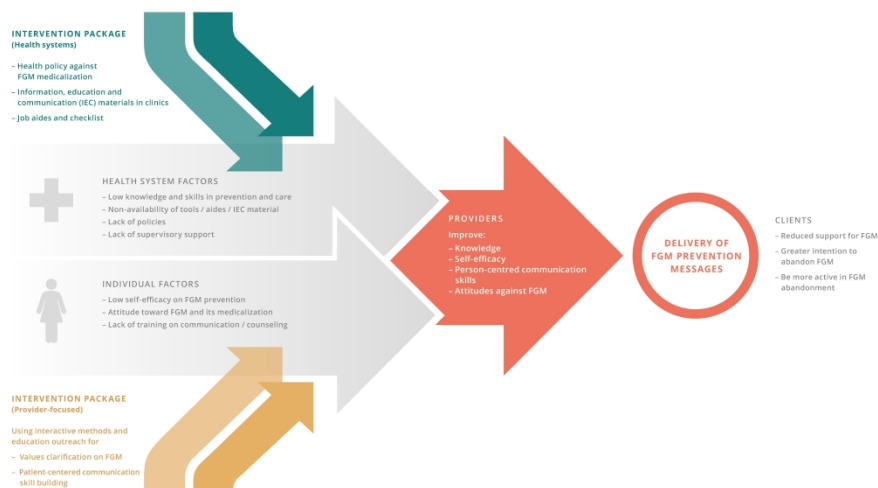 INTERVENTION PACKAGE
(Health systems)
– Health policy against
FGM medicalization
– Information, education and
communication (IEC) materials in clinics
– Job aides and checklist
HEALTH SYSTEM FACTORS
– Low knowledge and skills in prevention and care
– Non-availability of tools / aides / IEC material
– Lack of policies
– Lack of supervisory support
INDIVIDUAL FACTORS
– Low self-efficacy on FGM prevention
– Attitude toward FGM and its medicalization
– Lack of training on communication / counseling
INTERVENTION PACKAGE
(Provider-focused)
Using interactive methods and
education outreach for
– Values clarification on FGM
– Patient-centered communication
skill building
PROVIDERS
Improve:
– Knowledge
– Self-efficacy
– Person-centred communication
skills
– Attitudes against FGM
DELIVERY OF
FGM PREVENTION
MESSAGES
CLIENTS
– Reduced support for FGM
– Greater intention to
abandon FGM
– Be more active in FGM
abandonment